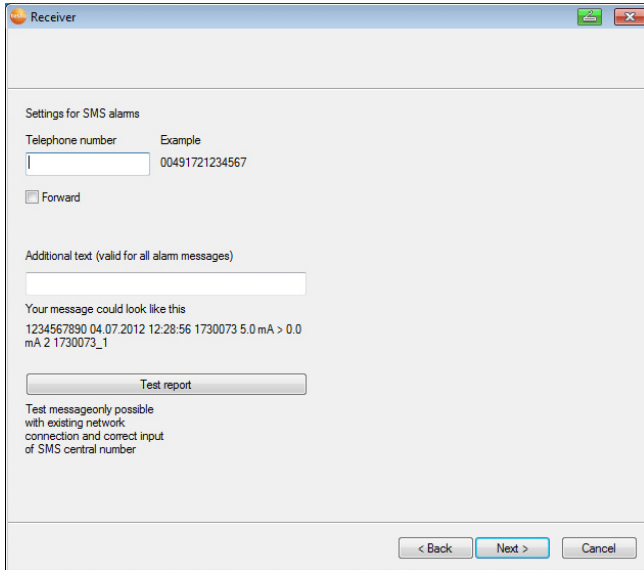 Receiver
Settings for SMS alarms
Telephone number Example
00491721234567
Forward
Additional text (valid for all alarm messages)
Your message could look like this
1234567890 04.07.2012 12:28:56 1730073 5.0 mA > 0.0
mA 2 1730073_1
Test report
Test messageonly possible
with existing network
connection and correct input
of SMS central number
< Back Next > Cancel